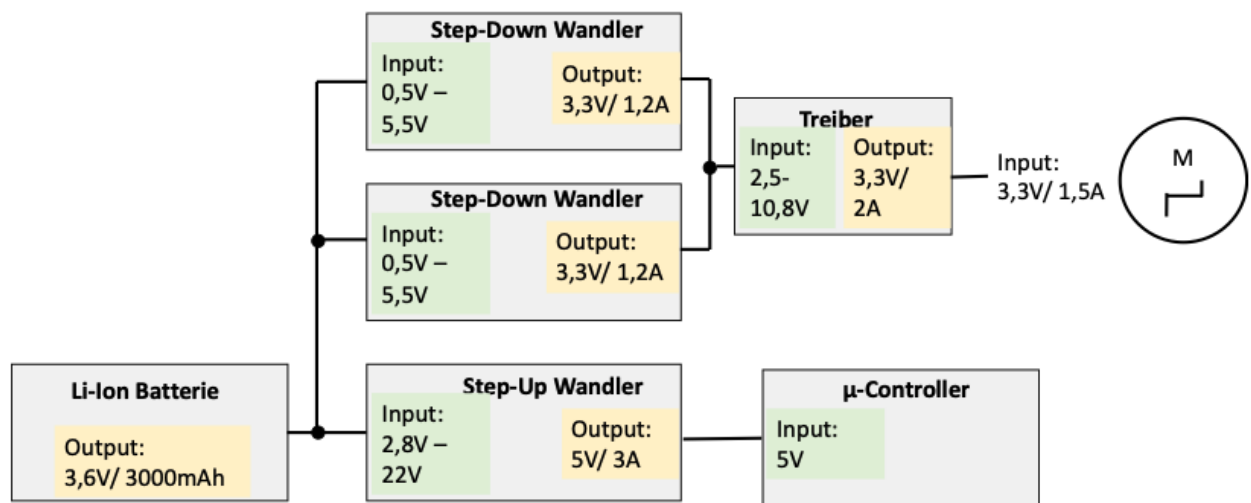 Step-Down Wandler
Input:
0,5V –
5,5V
Output:
3,3V/ 1,2A
Step-Down Wandler
Input:
0,5V –
5,5V
Output:
3,3V/ 1,2A
Treiber
Input:
2,5-
10,8V
Output:
3,3V/
2A
Input:
3,3V/ 1,5A
M
Li-Ion Batterie
Output:
3,6V/ 3000mAh
Step-Up Wandler
Input:
2,8V –
22V
Output:
5V/ 3A
µ-Controller
Input:
5V